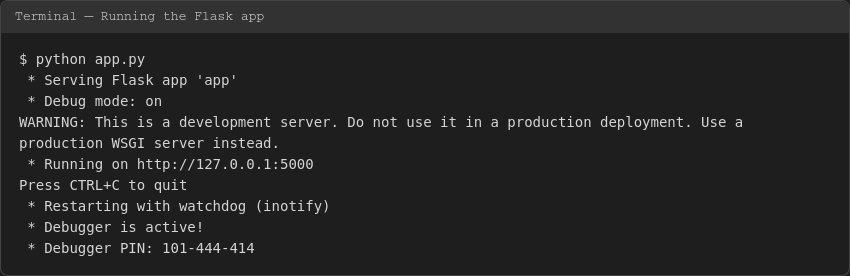 Terminal — Running the Flask app
$ python app.py
 * Serving Flask app 'app'
 * Debug mode: on
WARNING: This is a development server. Do not use it in a production deployment. Use a
production WSGI server instead.
 * Running on http://127.0.0.1:5000
Press CTRL+C to quit
 * Restarting with watchdog (inotify)
 * Debugger is active!
 * Debugger PIN: 101-444-414